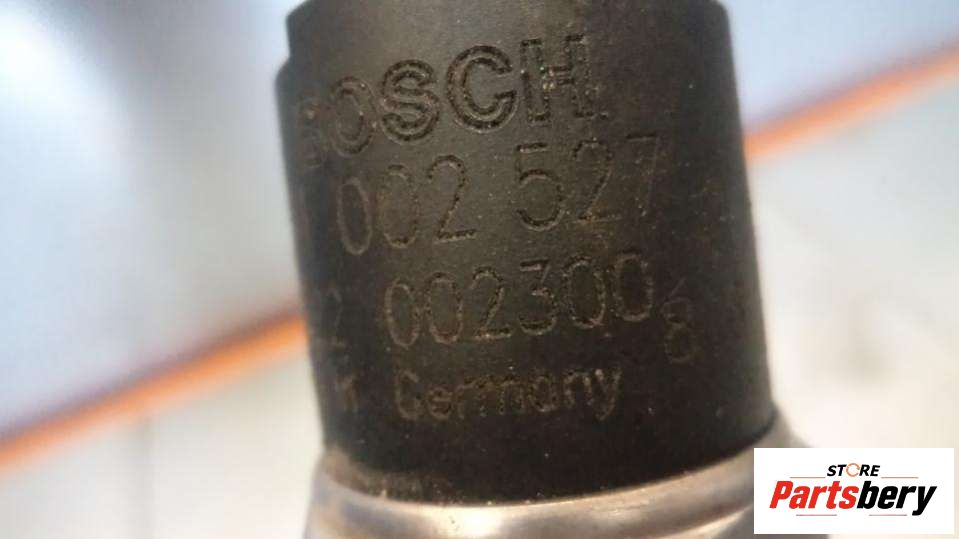 BOSCH
002 527
002300
8
Germany
STORE
Partsbery